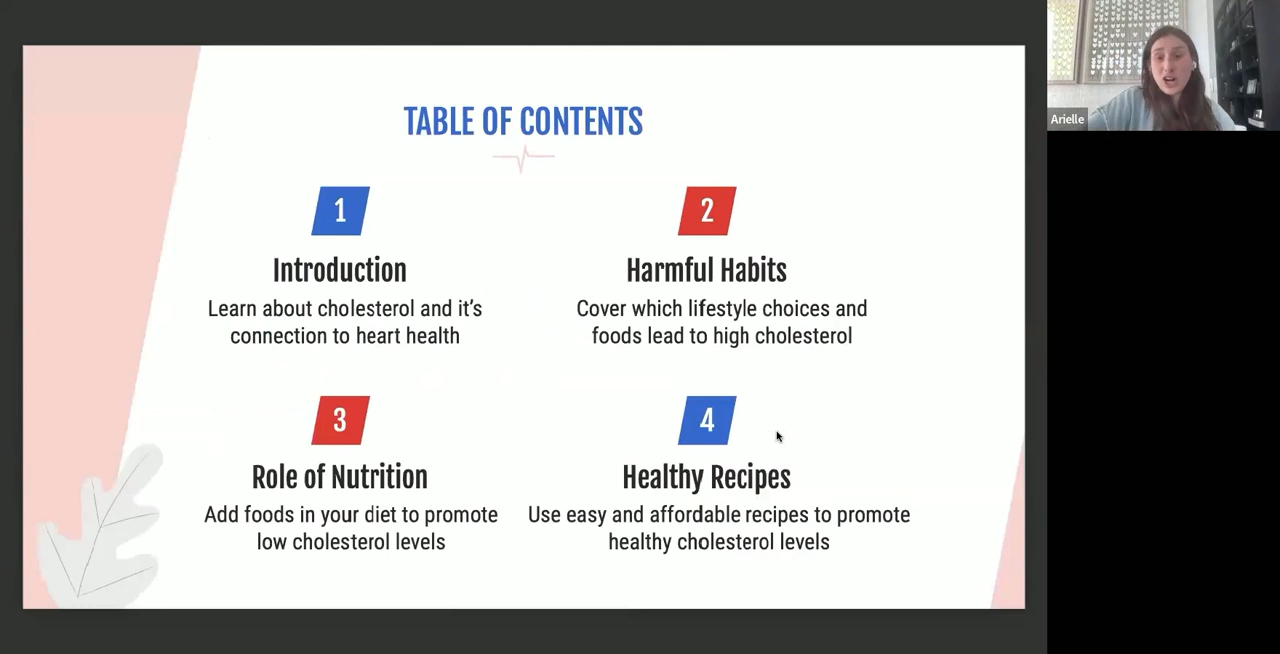 TABLE OF CONTENTS
1
Introduction
Learn about cholesterol and it's
connection to heart health
2
Harmful Habits
Cover which lifestyle choices and
foods lead to high cholesterol
3
Role of Nutrition
Add foods in your diet to promote
low cholesterol levels
4
Healthy Recipes
Use easy and affordable recipes to promote
healthy cholesterol levels
Arielle